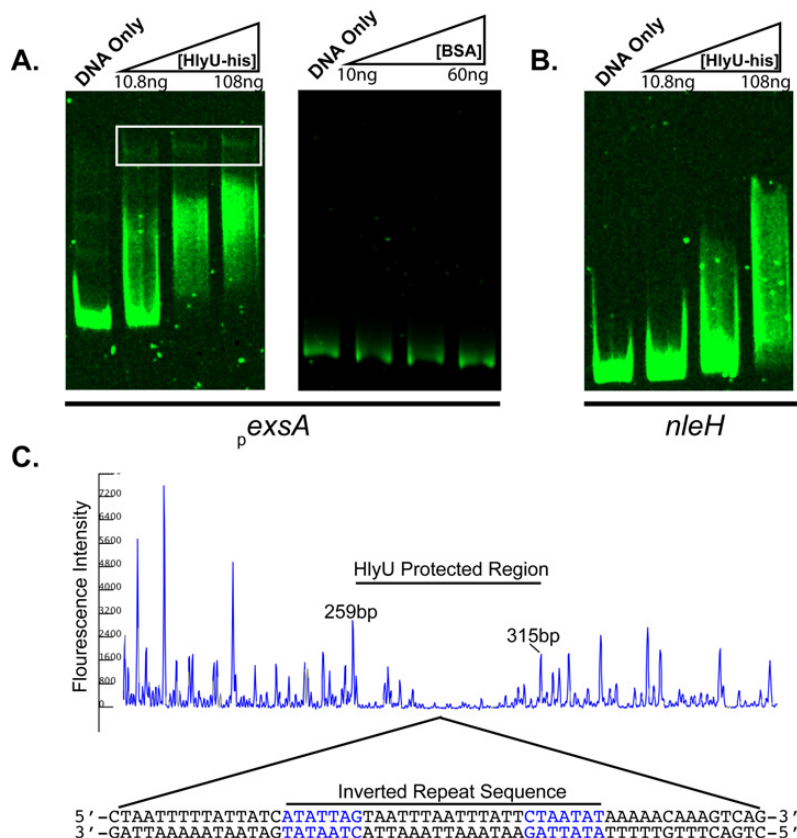 A.
DNA Only
[HlyU-his]
10.8ng 108ng
DNA Only
[BSA]
10ng 60ng
B.
DNA Only
[HlyU-his]
10.8ng 108ng
pexsA
nleH
C.
Flourescence Intensity
7200
6400
5600
4800
4000
3200
2400
1600
800
0
HlyU Protected Region
259bp
315bp
Inverted Repeat Sequence
5′-CTAATTTTTATTATCATATTAGTAATTTAATTTATTCTAATATAAAAACAAAGTCAG-3′
3′-GATTAAAAATAATAGTATAATCATTAAATTAAATAAGATTATATTTTTGTTTCAGTC-5′